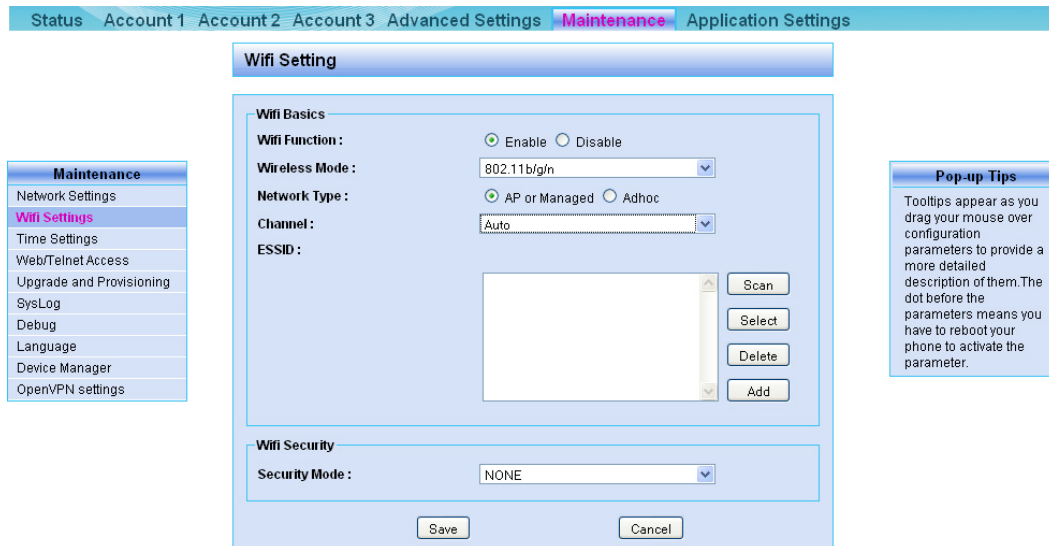 Status Account 1 Account 2 Account 3 Advanced Settings Maintenance Application Settings
Wifi Setting
Maintenance
Network Settings
Wifi Settings
Time Settings
Web/Telnet Access
Upgrade and Provisioning
SysLog
Debug
Language
Device Manager
OpenVPN settings
Wifi Basics
Wifi Function :
Enable Disable
Wireless Mode :
802.11b/g/n
Network Type :
AP or Managed Adhoc
Channel :
Auto
ESSID :
Scan
Select
Delete
Add
Wifi Security
Security Mode :
NONE
Save Cancel
Pop-up Tips
Tooltips appear as you
drag your mouse over
configuration
parameters to provide a
more detailed
description of them.The
dot before the
parameters means you
have to reboot your
phone to activate the
parameter.